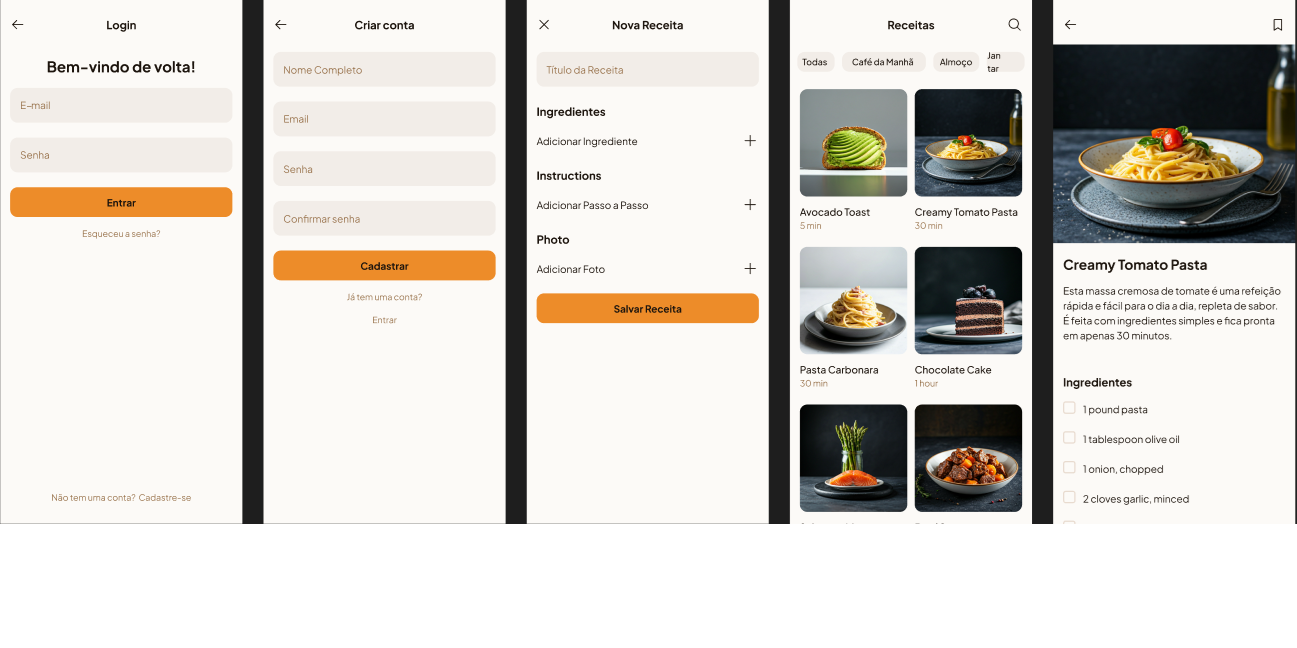 Login
Bem-vindo de volta!
E-mail
Senha
Entrar
Esqueceu a senha?
Não tem uma conta? Cadastre-se
Criar conta
Nome Completo
Email
Senha
Confirmar senha
Cadastrar
Já tem uma conta?
Entrar
Nova Receita
Título da Receita
Ingredientes
Adicionar Ingrediente
Instructions
Adicionar Passo a Passo
Photo
Adicionar Foto
Salvar Receita
Receitas
Todas
Café da Manhã
Almoço
Jan
tar
Avocado Toast
5 min
Creamy Tomato Pasta
30 min
Pasta Carbonara
30 min
Chocolate Cake
1 hour
Creamy Tomato Pasta
Esta massa cremosa de tomate é uma refeição
rápida e fácil para o dia a dia, repleta de sabor.
É feita com ingredientes simples e fica pronta
em apenas 30 minutos.
Ingredientes
1 pound pasta
1 tablespoon olive oil
1 onion, chopped
2 cloves garlic, minced